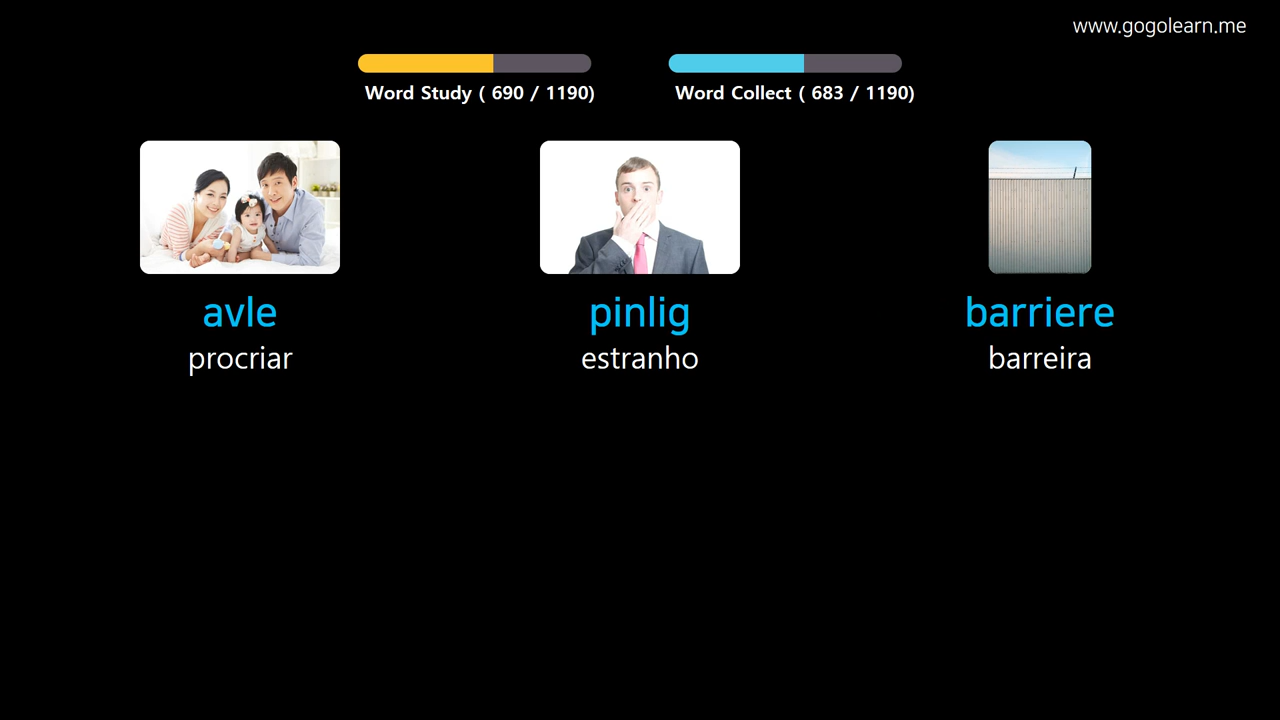 www.gogolearn.me
Word Study ( 690 / 1190)
Word Collect ( 683 / 1190)
avle
pinlig
barriere
procriar
estranho
barreira